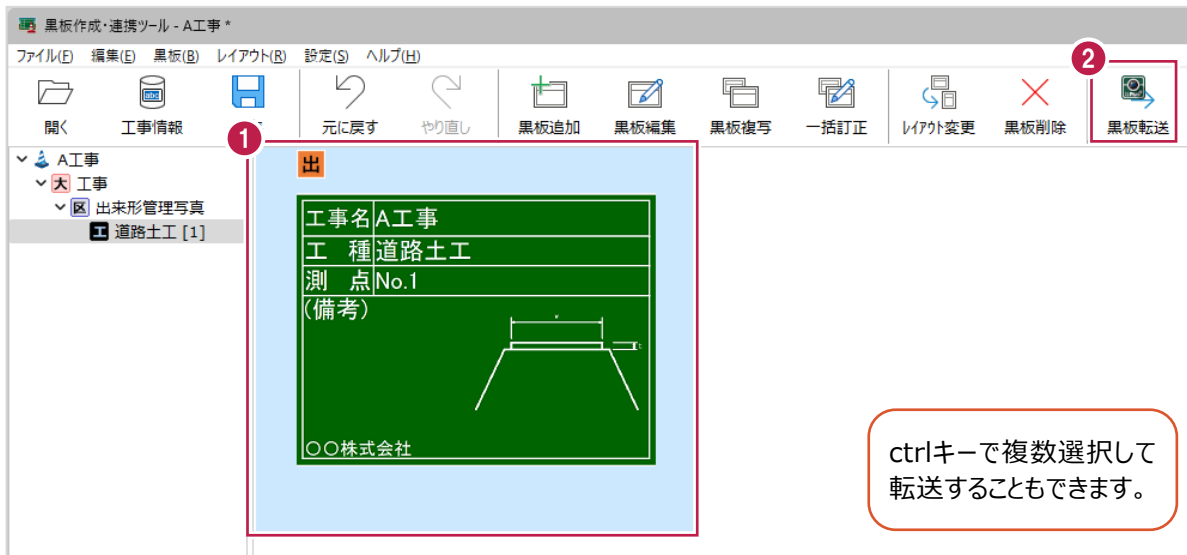 黒板作成・連携ツール - A工事 *
ファイル(F) 編集(E) 黒板(B) レイアウト(R) 設定(S) ヘルプ(H)
2
開く 工事情報 元に戻す やり直し 黒板追加 黒板編集 黒板複写 一括訂正 レイアウト変更 黒板削除 黒板転送
1
A工事
大 工事
区 出来形管理写真
工 道路土工 [1]
出
工事名 A工事
工 種 道路土工
測 点 No.1
(備考)
〇〇株式会社
ctrlキーで複数選択して
転送することもできます。